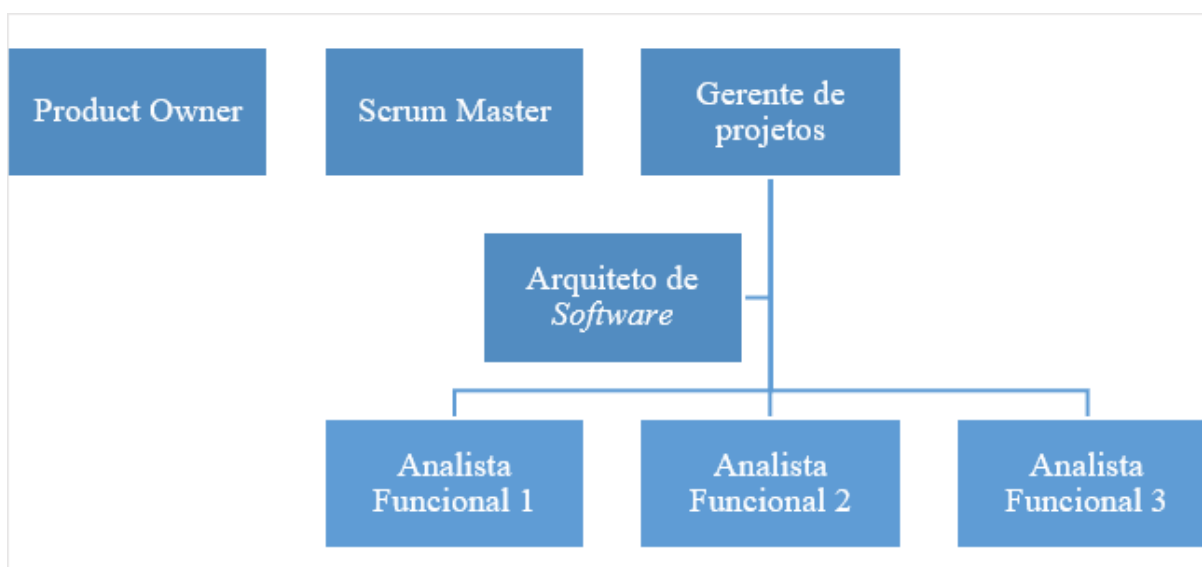 Product Owner
Scrum Master
Gerente de
projetos
Arquiteto de
Software
Analista
Funcional 1
Analista
Funcional 2
Analista
Funcional 3